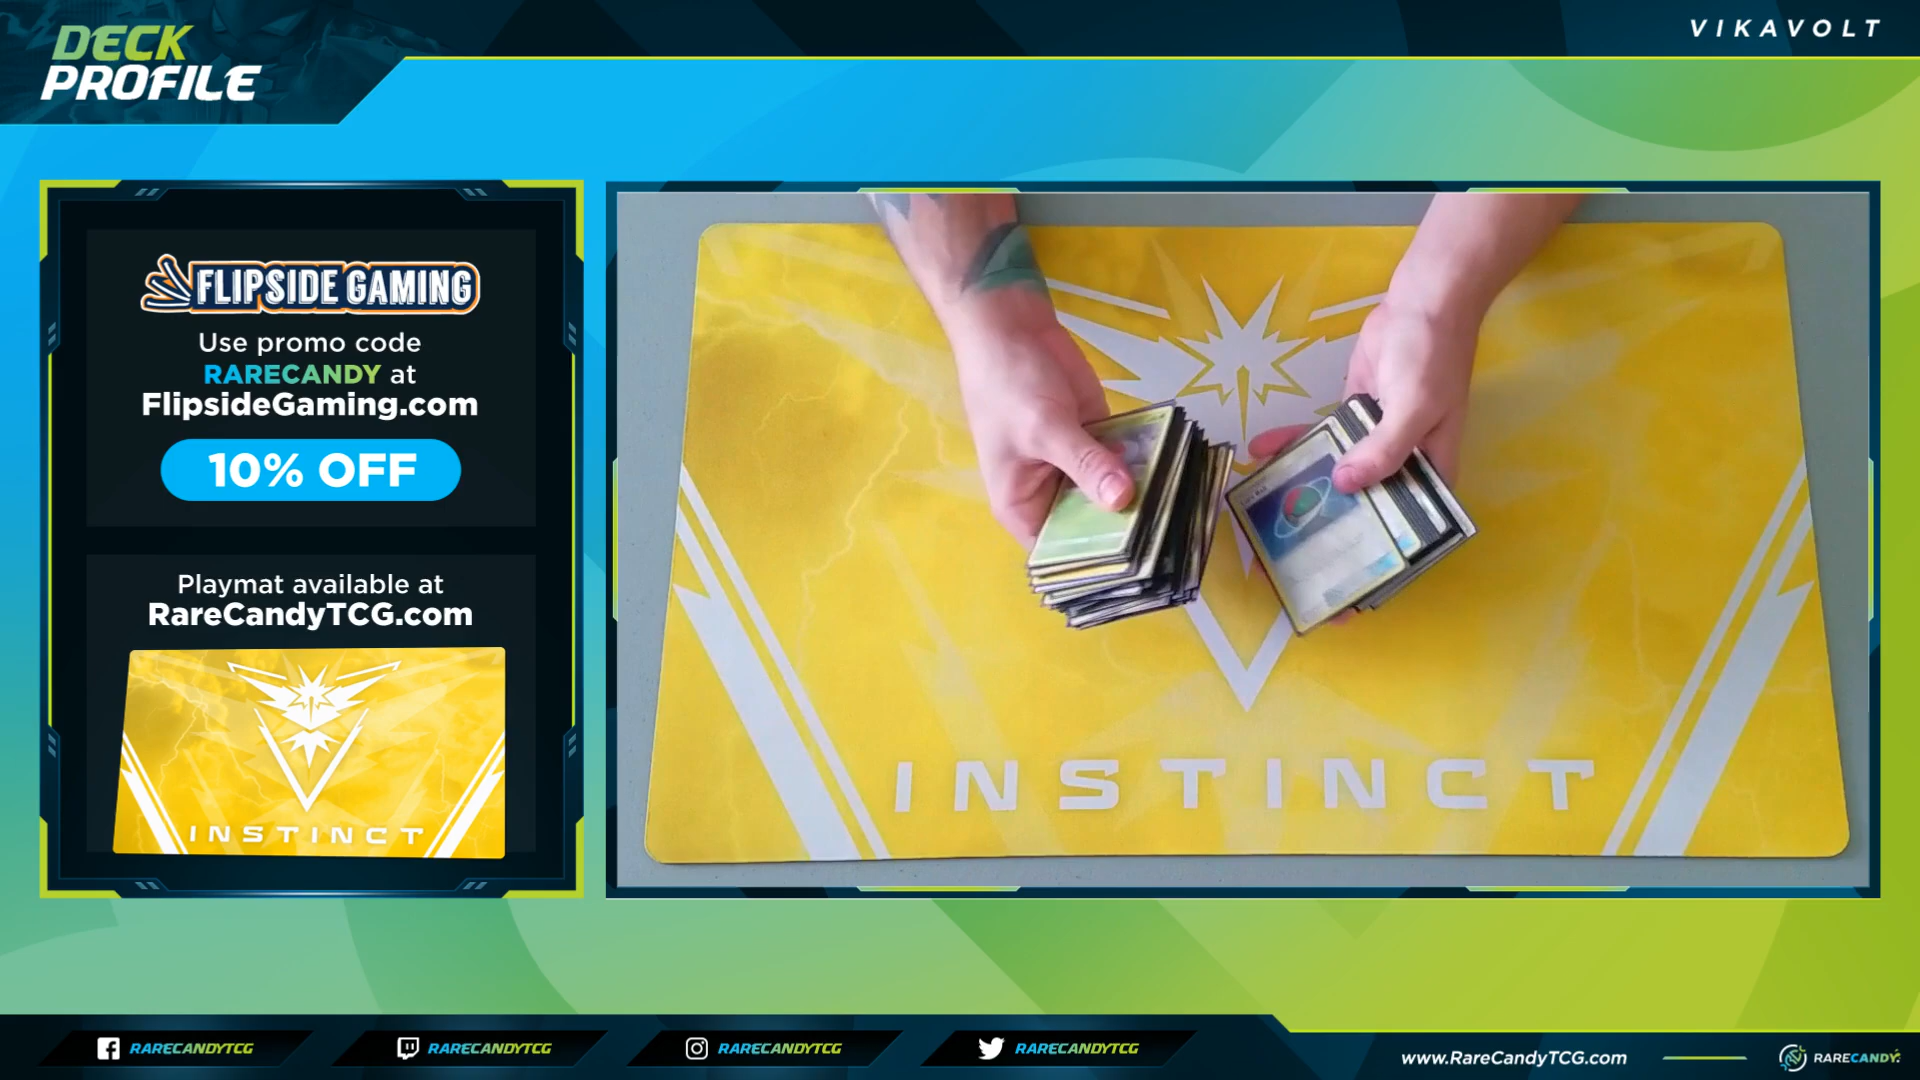 DECK
PROFILE
VIKAVOLT
FLIPSIDE GAMING
Use promo code
RARECANDY at
FlipsideGaming.com
10% OFF
Playmat available at
RareCandyTCG.com
INSTINCT
INSTINCT
RARECANDYTCG
RARECANDYTCG
RARECANDYTCG
RARECANDYTCG
www.RareCandyTCG.com
RARECANDY